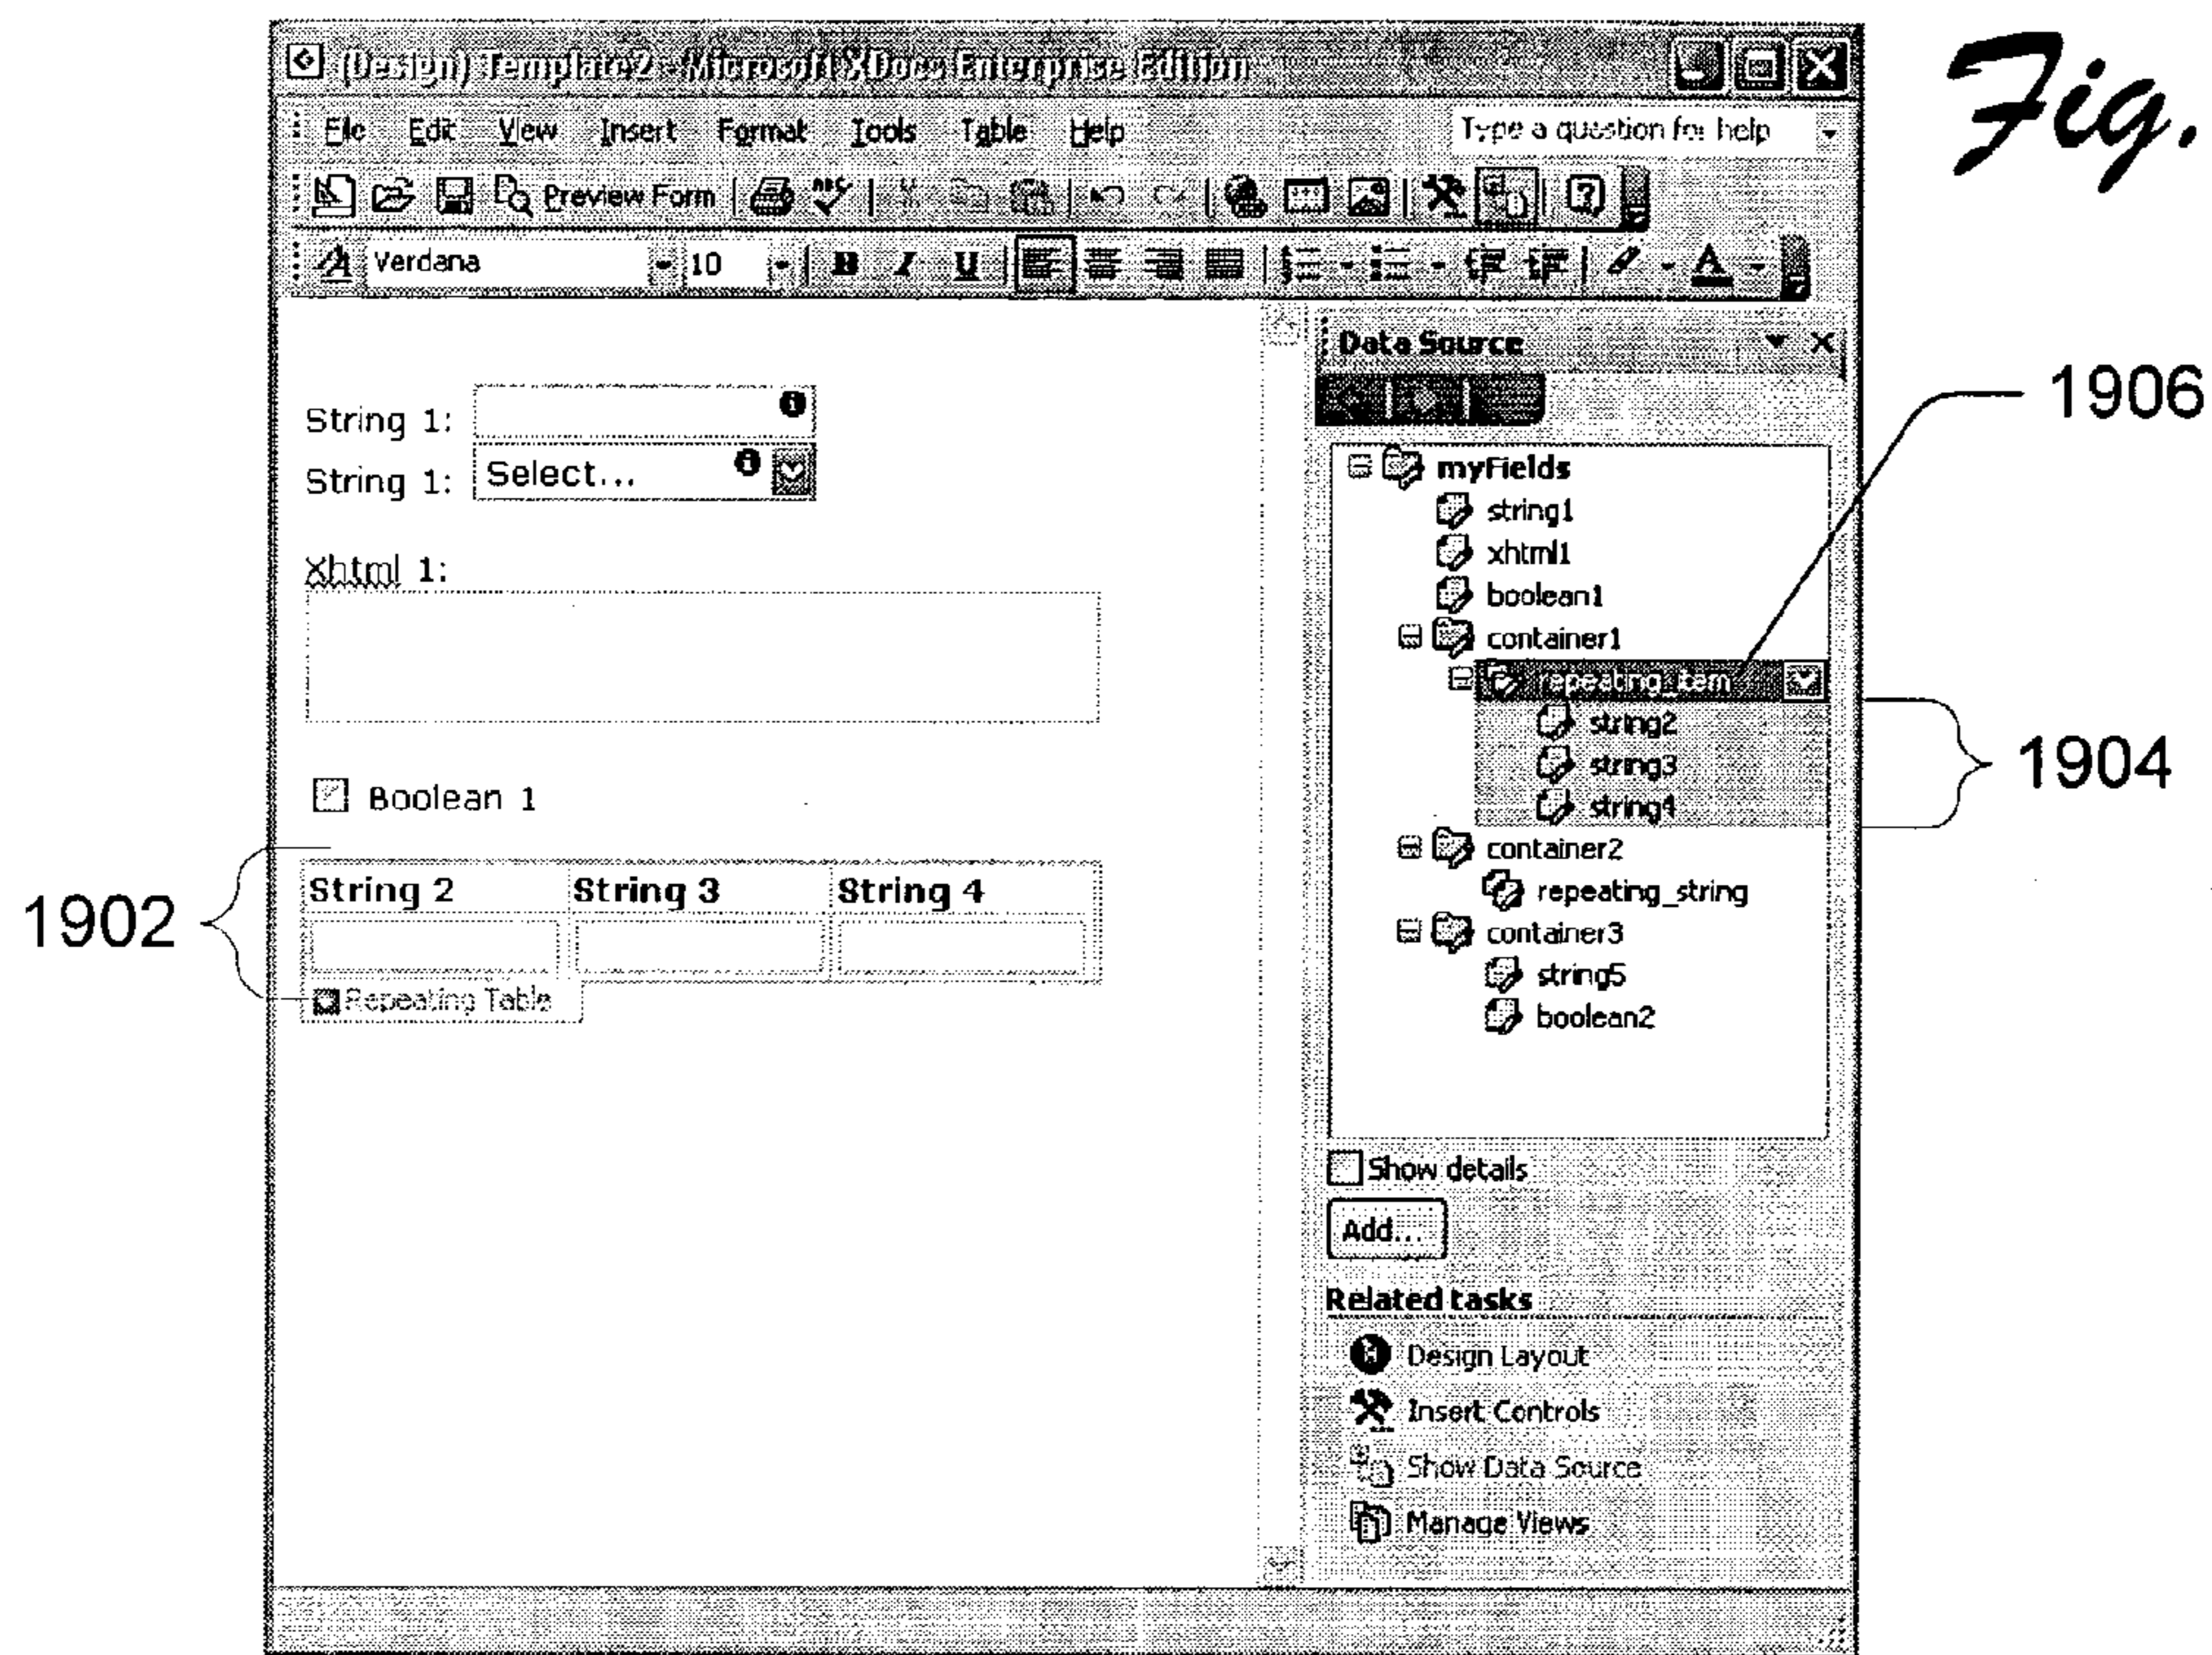 (Design) Template2 - Microsoft XDocs Enterprise Edition
Fig.
File Edit View Insert Format Tools Table Help
Type a question for help
Preview Form
ABC
Verdana 10 B I U A
Data Source
1906
String 1:
String 1: Select...
Xhtml 1:
Boolean 1
1902
String 2 String 3 String 4
Repeating Table
myFields
string1
xhtml1
boolean1
container1
repeating_item
string2
string3
string4
1904
container2
repeating_string
container3
string5
boolean2
Show details
Add...
Related tasks
Design Layout
Insert Controls
Show Data Source
Manage Views